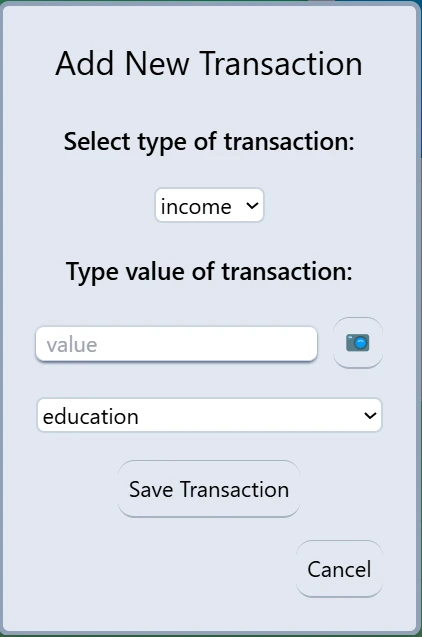 Add New Transaction
Select type of transaction:
income
Type value of transaction:
value
education
Save Transaction
Cancel